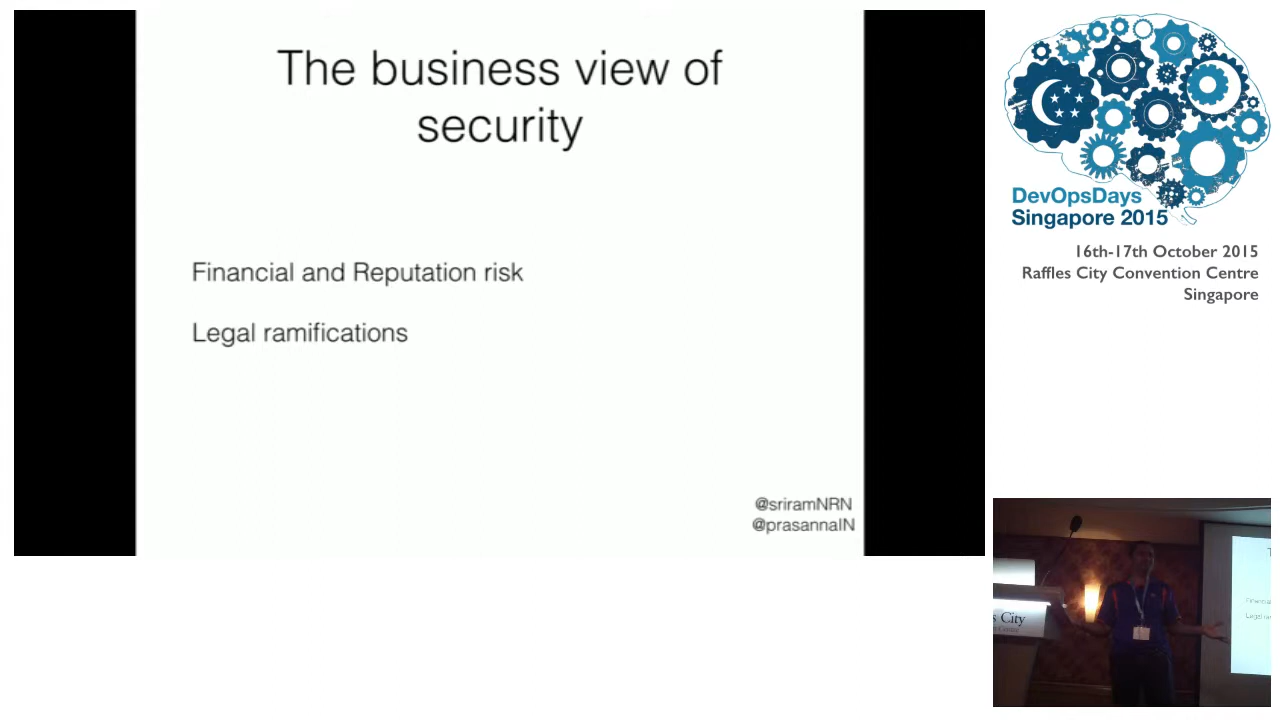 The business view of
security
Financial and Reputation risk
Legal ramifications
@sriramNRN
@prasannaIN
DevOpsDays
Singapore 2015
16th-17th October 2015
Raffles City Convention Centre
Singapore
s City